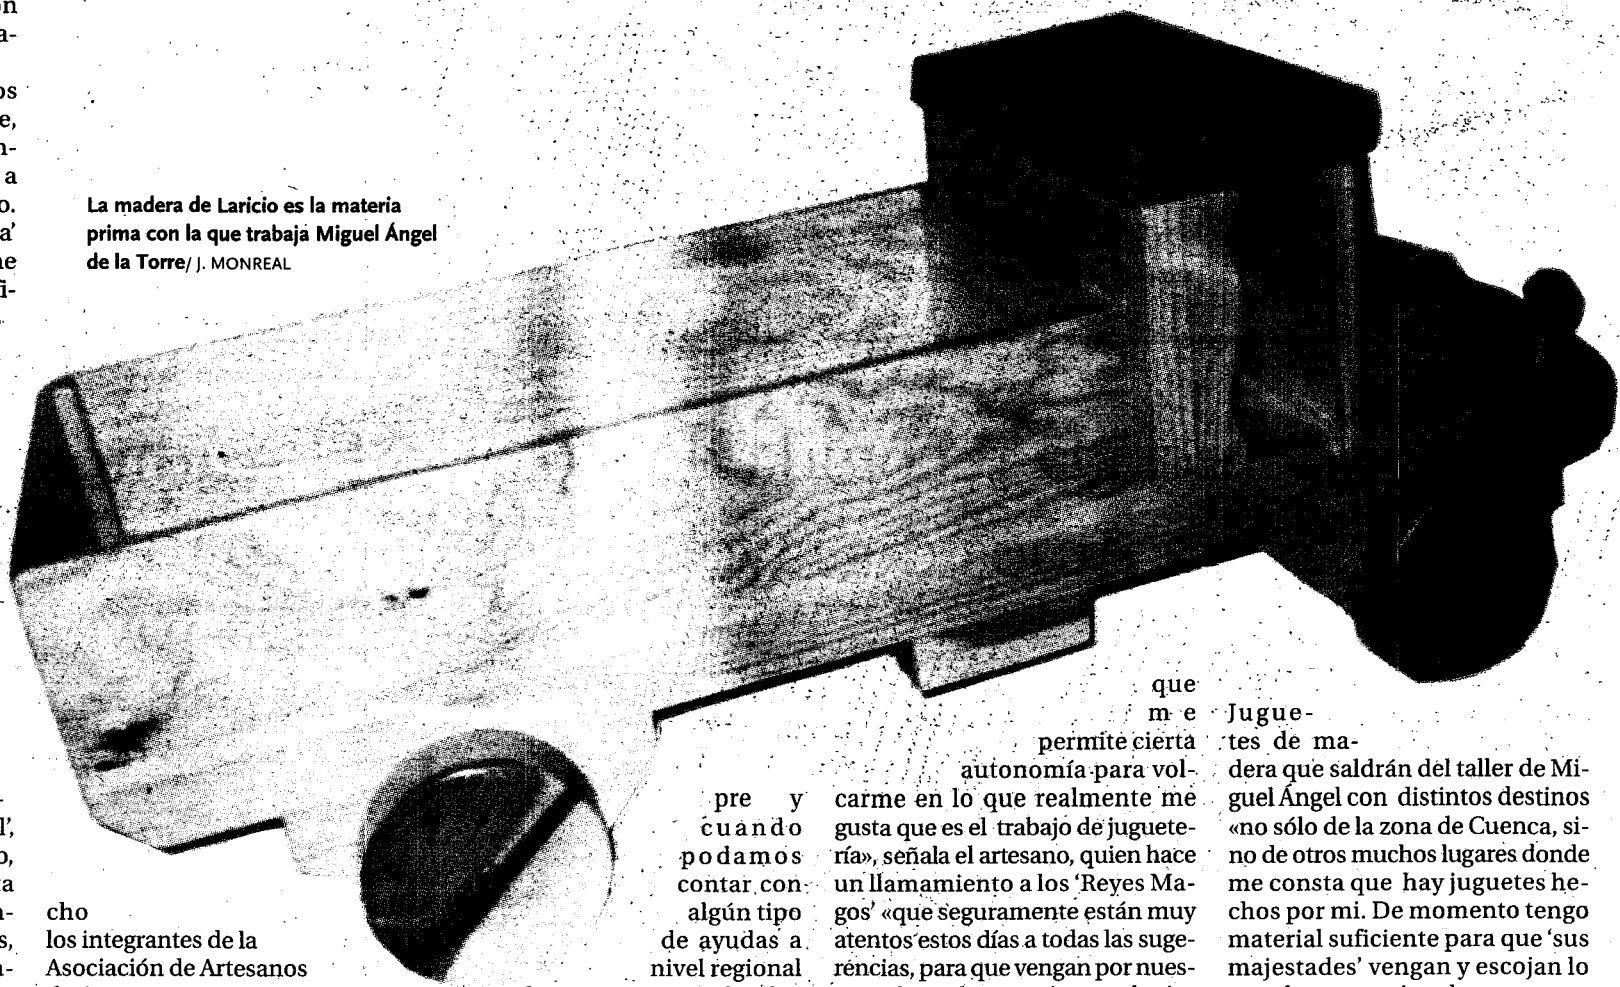 os
e,
n-
a
o.
a'
ne
fi-
La madera de Laricio es la materia
prima con la que trabaja Miguel Ángel
de la Torre/ J. MONREAL
l',
o,
ta
s,
cho
los integrantes de la
Asociación de Artesanos
pre y
cuando
podamos
contar con
algún tipo
de ayudas a
nivel regional
que
m e
permite cierta
autonomía para vol-
carme en lo que realmente me
gusta que es el trabajo de juguete-
ría», señala el artesano, quien hace
un llamamiento a los ‘Reyes Ma-
gos’ «que seguramente están muy
atentos estos días a todas las suge-
rencias, para que vengan por nues-
Jugue-
tes de ma-
dera que saldrán del taller de Mi-
guel Ángel con distintos destinos
«no sólo de la zona de Cuenca, si-
no de otros muchos lugares donde
me consta que hay juguetes he-
chos por mi. De momento tengo
material suficiente para que ‘sus
majestades’ vengan y escojan lo